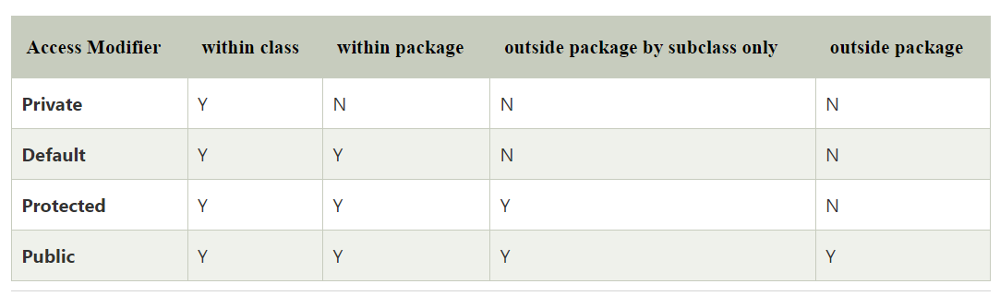 Access Modifier within class within package outside package by subclass only outside package
Private Y N N N
Default Y Y N N
Protected Y Y Y N
Public Y Y Y Y